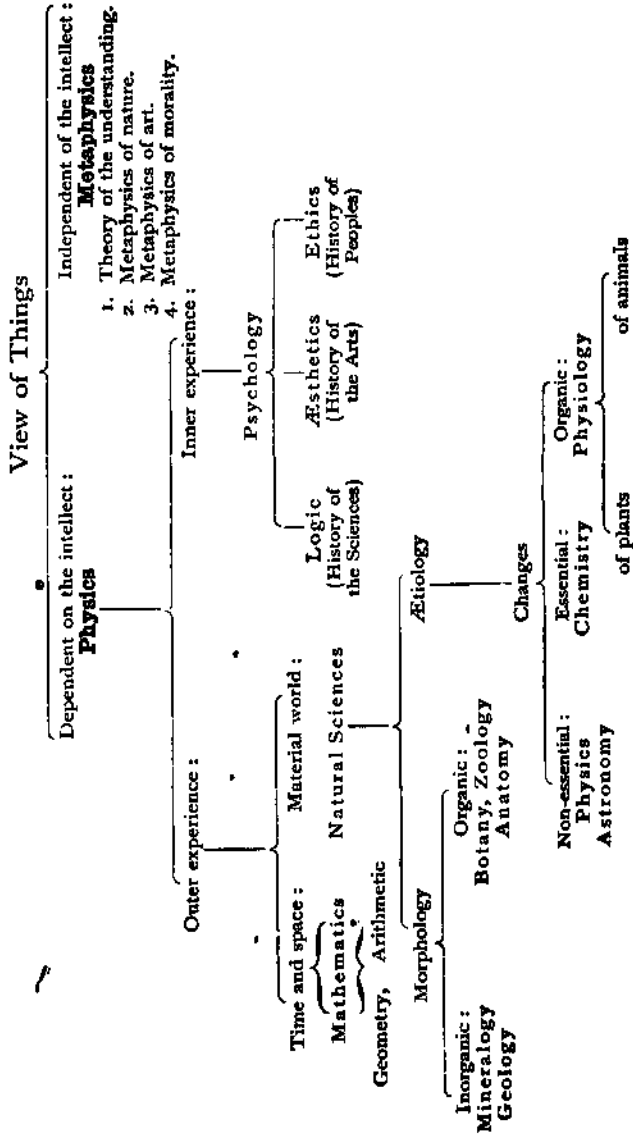 View of Things
Dependent on the intellect :
Physics
Independent of the intellect :
Metaphysics
1. Theory of the understanding.
2. Metaphysics of nature.
3. Metaphysics of art.
4. Metaphysics of morality.
Outer experience :
Inner experience :
Time and space :
Mathematics
Geometry, Arithmetic
Material world :
Natural Sciences
Psychology
Logic
(History of
the Sciences)
Æsthetics
(History of
the Arts)
Ethics
(History of
Peoples)
Morphology
Ætiology
Inorganic :
Mineralogy
Geology
Organic :
Botany, Zoology
Anatomy
Changes
Non-essential :
Physics
Astronomy
Essential :
Chemistry
Organic :
Physiology
of plants
of animals